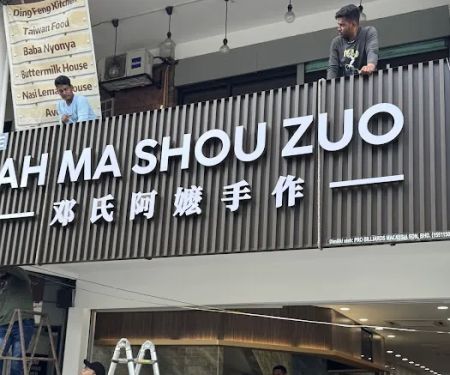 DingFeng Kitchen
Taiwan Food
Baba Nyonya
Buttermilk House
Nasi Lemak House
AH MA SHOU ZUO
邓氏阿嬷手作